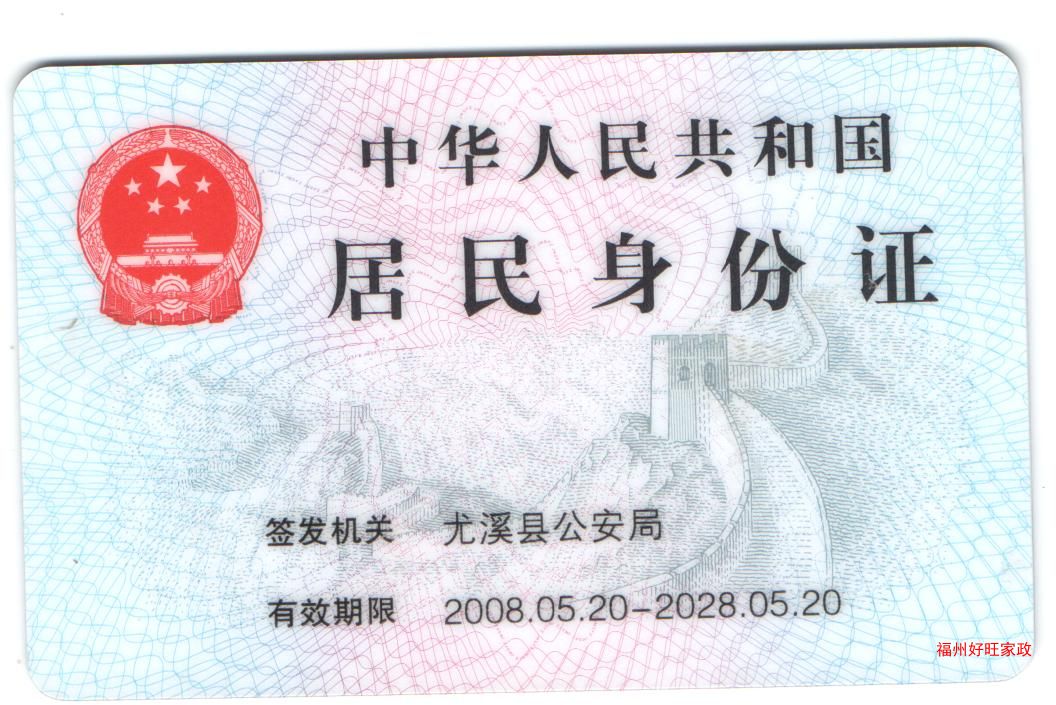 中华人民共和国
居民身份证
签发机关 尤溪县公安局
有效期限 2008.05.20-2028.05.20
福州好旺家政